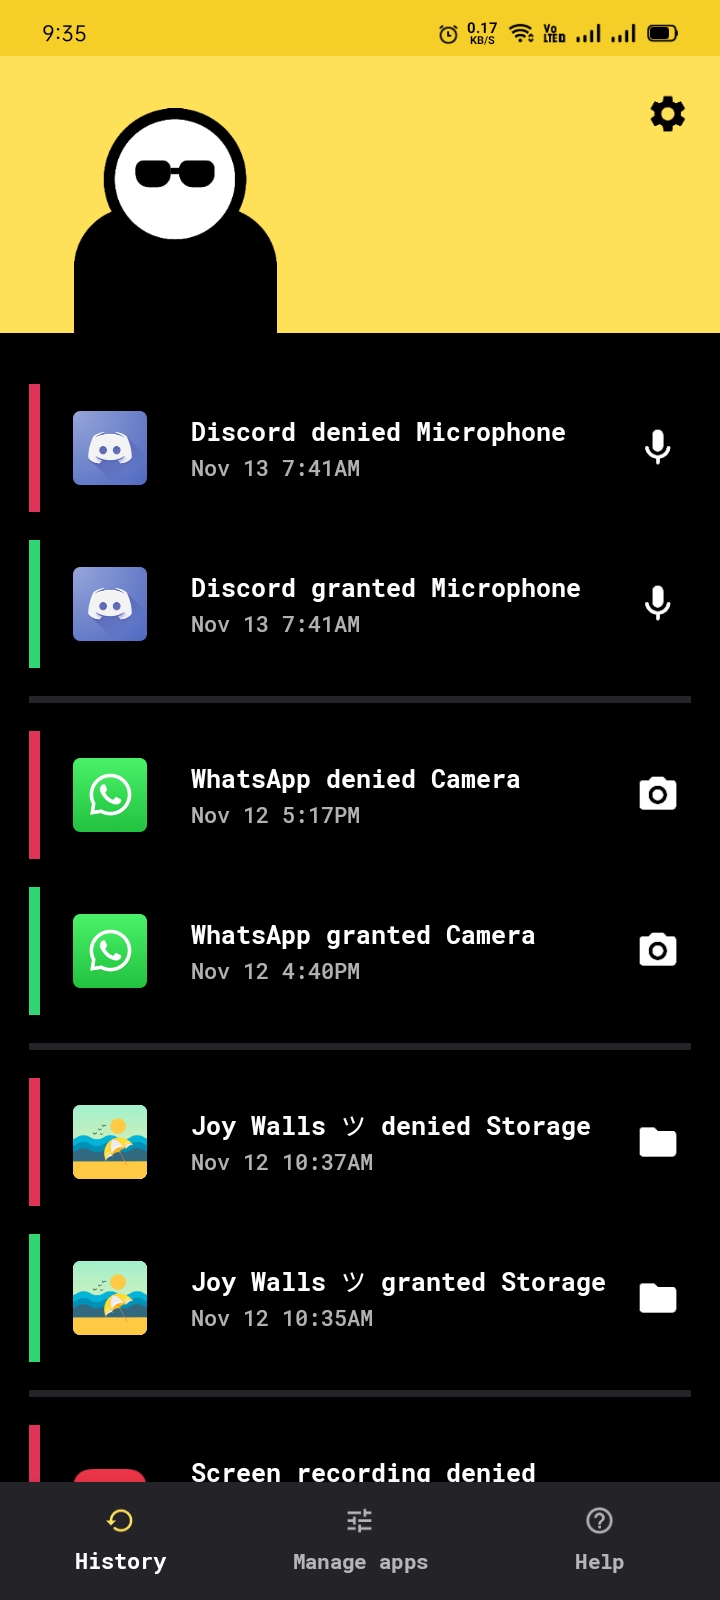 9:35
0.17
KB/S
Vo
LTE
Discord denied Microphone
Nov 13 7:41AM
Discord granted Microphone
Nov 13 7:41AM
WhatsApp denied Camera
Nov 12 5:17PM
WhatsApp granted Camera
Nov 12 4:40PM
Joy Walls ツ denied Storage
Nov 12 10:37AM
Joy Walls ツ granted Storage
Nov 12 10:35AM
Screen recording denied
History
Manage apps
Help